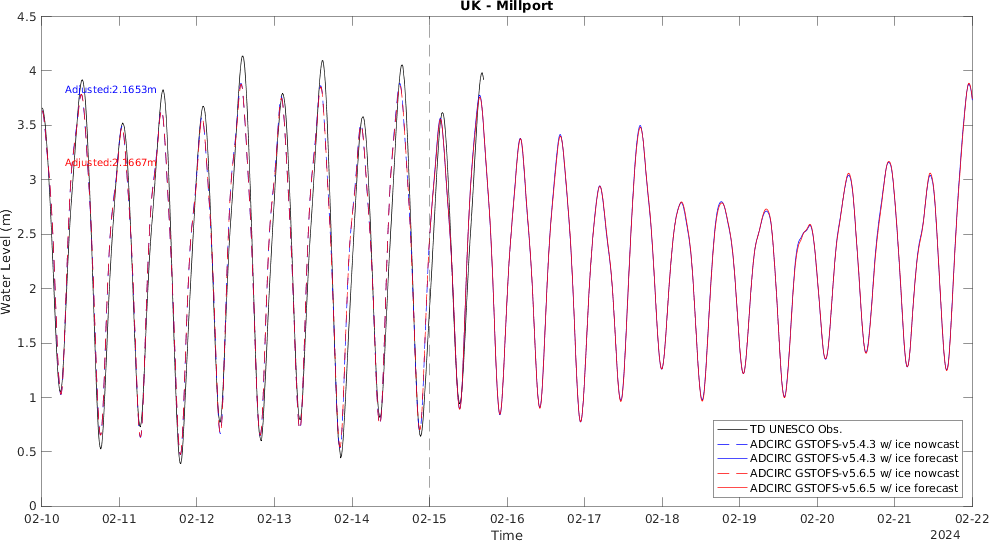 UK - Millport
4.5
4
3.5
3
2.5
2
1.5
1
0.5
0
Water Level (m)
Adjusted:2.1653m
Adjusted:2.1667m
TD UNESCO Obs.
ADCIRC GSTOFS-v5.4.3 w/ ice nowcast
ADCIRC GSTOFS-v5.4.3 w/ ice forecast
ADCIRC GSTOFS-v5.6.5 w/ ice nowcast
ADCIRC GSTOFS-v5.6.5 w/ ice forecast
02-10 02-11 02-12 02-13 02-14 02-15 02-16 02-17 02-18 02-19 02-20 02-21 02-22
Time
2024